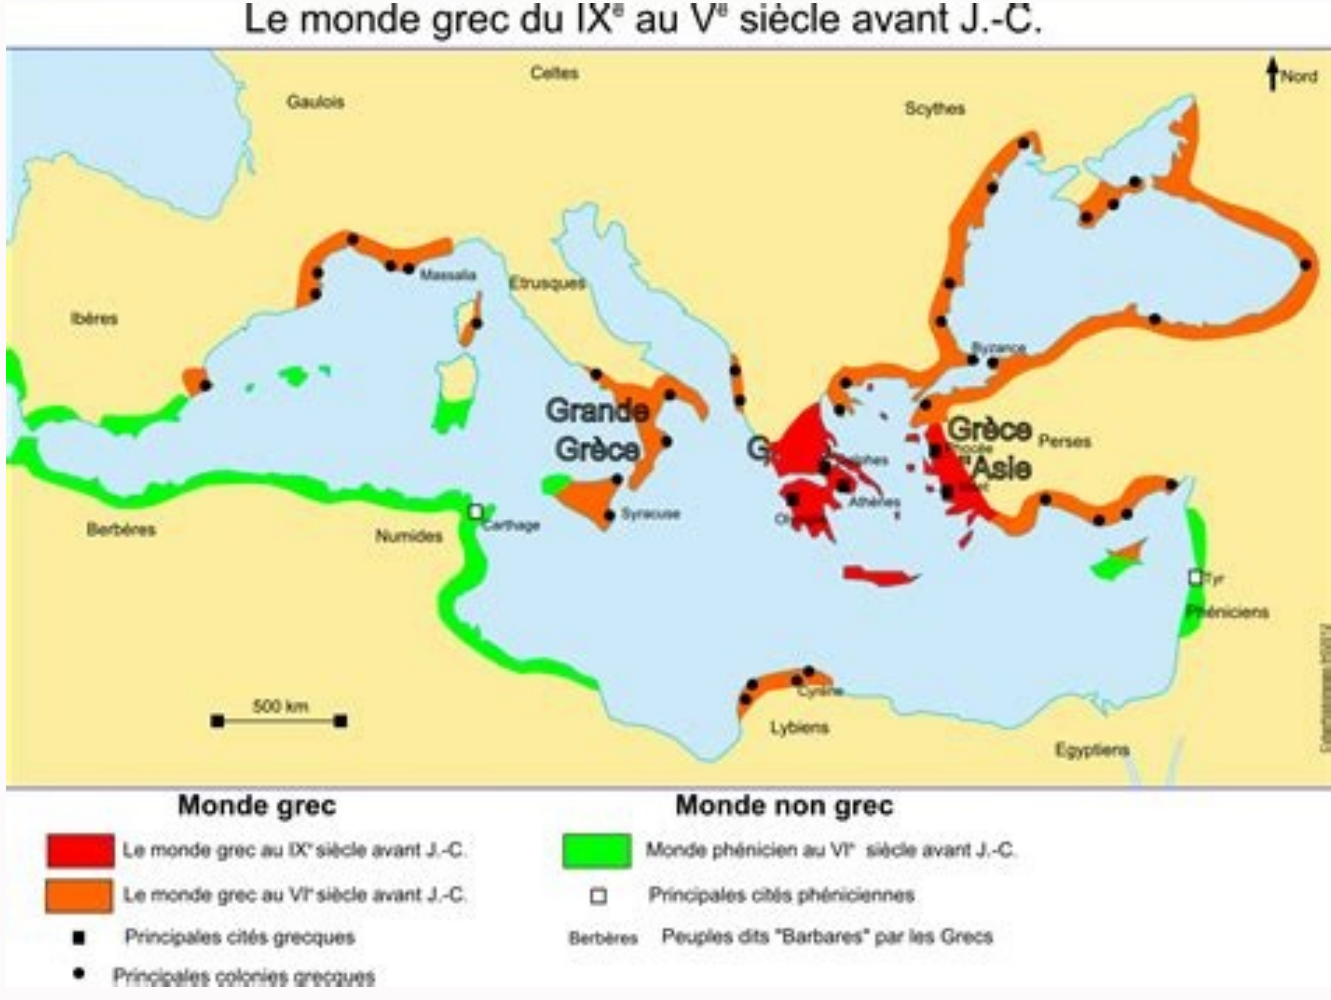 Le monde grec du IXᵉ au Vᵉ siècle avant J.-C.
Celtes
Nord
Gaulois
Scythes
Massalia
Etrusques
Ibères
Byzance
Grande
Grèce
G
Grèce
Asie
Perses
Phocée
Delphes
Athènes
Syracuse
Berbères
Numides
Carthage
Tyr
Phéniciens
Cyrène
500 km
Lybiens
Egyptiens
Monde grec
Monde non grec
Le monde grec au IXᵉ siècle avant J.-C.
Monde phénicien au VIᵉ siècle avant J.-C.
Le monde grec au VIᵉ siècle avant J.-C.
Principales cités phéniciennes
Principales cités grecques
Berbères Peuples dits "Barbares" par les Grecs
Principales colonies grecques